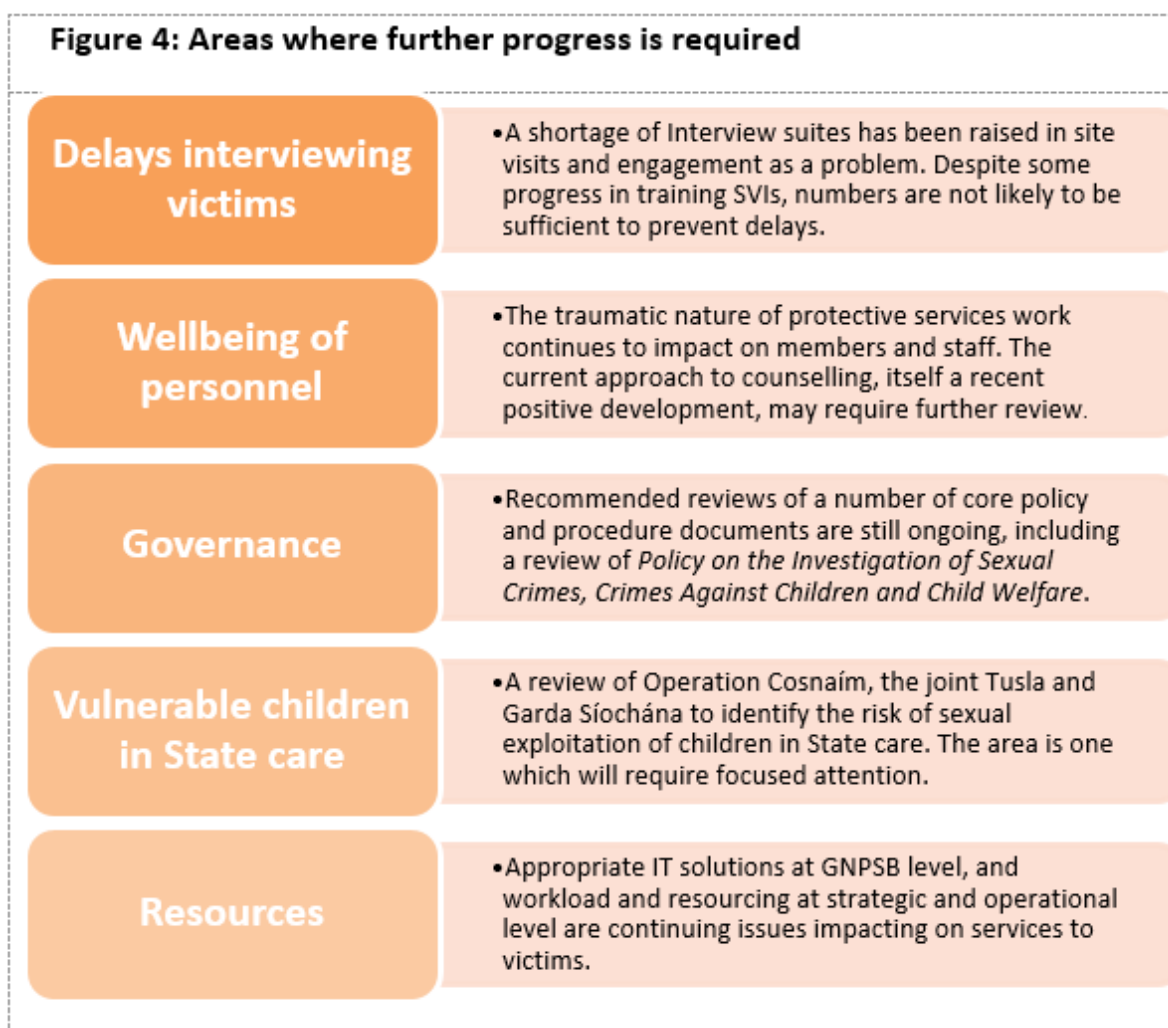 Figure 4: Areas where further progress is required
Delays interviewing
victims
•A shortage of Interview suites has been raised in site
visits and engagement as a problem. Despite some
progress in training SVIs, numbers are not likely to be
sufficient to prevent delays.
Wellbeing of
personnel
•The traumatic nature of protective services work
continues to impact on members and staff. The
current approach to counselling, itself a recent
positive development, may require further review.
Governance
•Recommended reviews of a number of core policy
and procedure documents are still ongoing, including
a review of Policy on the Investigation of Sexual
Crimes, Crimes Against Children and Child Welfare.
Vulnerable children
in State care
•A review of Operation Cosnaím, the joint Tusla and
Garda Síochána to identify the risk of sexual
exploitation of children in State care. The area is one
which will require focused attention.
Resources
•Appropriate IT solutions at GNPSB level, and
workload and resourcing at strategic and operational
level are continuing issues impacting on services to
victims.